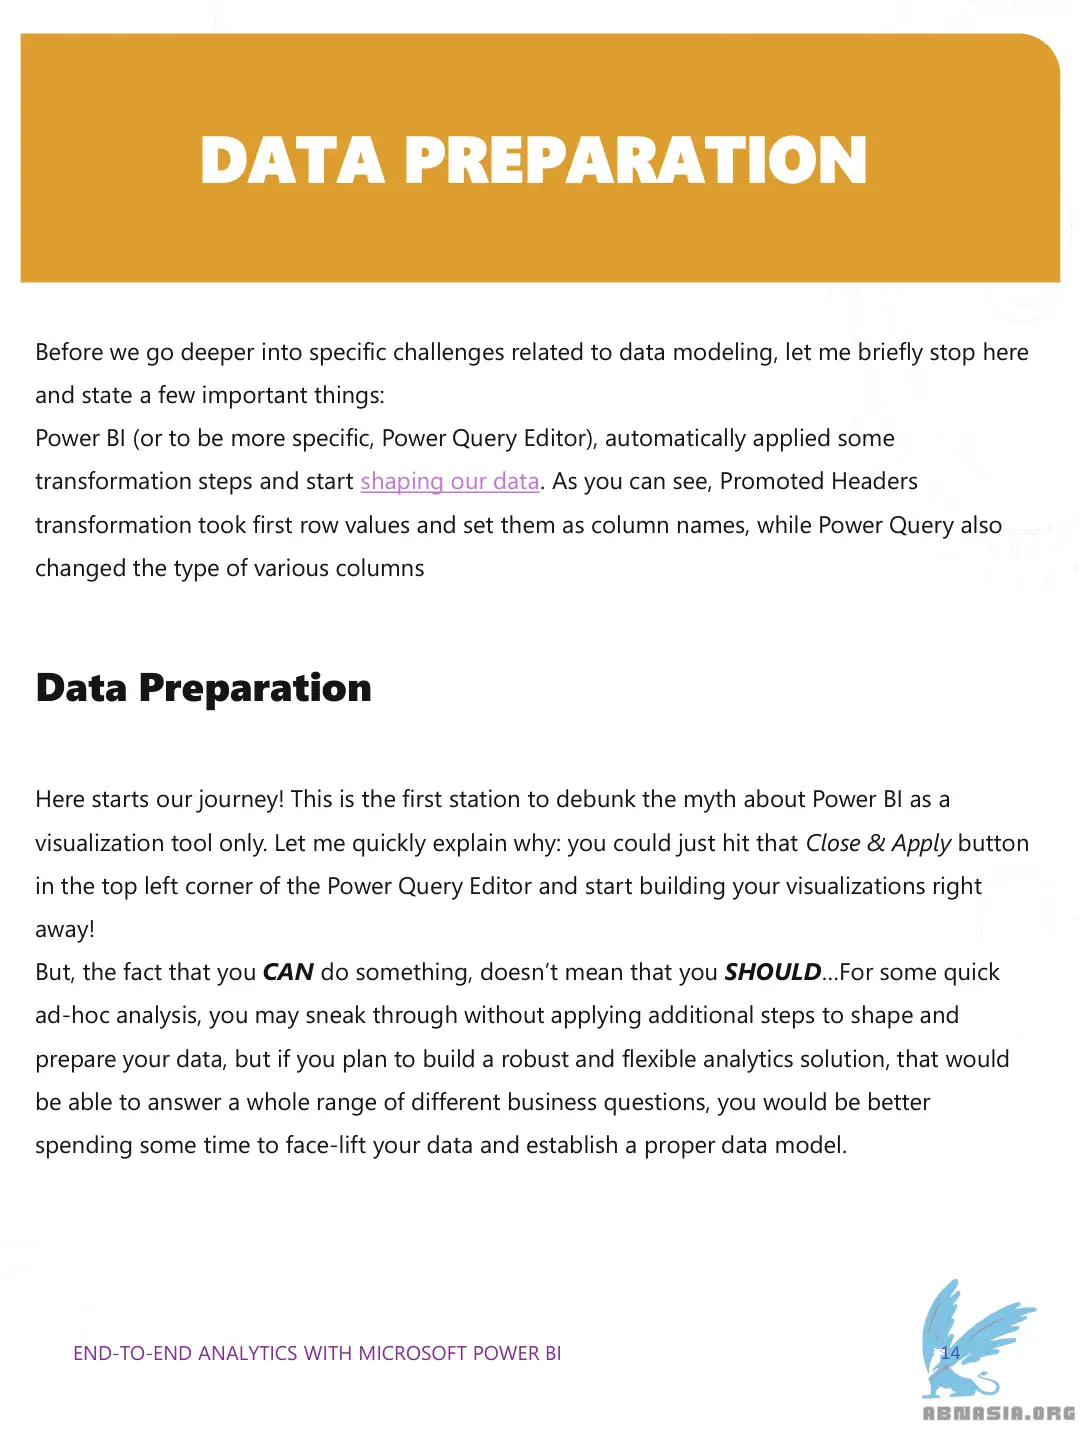 DATA PREPARATION
Before we go deeper into specific challenges related to data modeling, let me briefly stop here
and state a few important things:
Power BI (or to be more specific, Power Query Editor), automatically applied some
transformation steps and start shaping our data. As you can see, Promoted Headers
transformation took first row values and set them as column names, while Power Query also
changed the type of various columns
Data Preparation
Here starts our journey! This is the first station to debunk the myth about Power BI as a
visualization tool only. Let me quickly explain why: you could just hit that Close & Apply button
in the top left corner of the Power Query Editor and start building your visualizations right
away!
But, the fact that you CAN do something, doesn’t mean that you SHOULD…For some quick
ad-hoc analysis, you may sneak through without applying additional steps to shape and
prepare your data, but if you plan to build a robust and flexible analytics solution, that would
be able to answer a whole range of different business questions, you would be better
spending some time to face-lift your data and establish a proper data model.
END-TO-END ANALYTICS WITH MICROSOFT POWER BI
14
ABNASIA.ORG